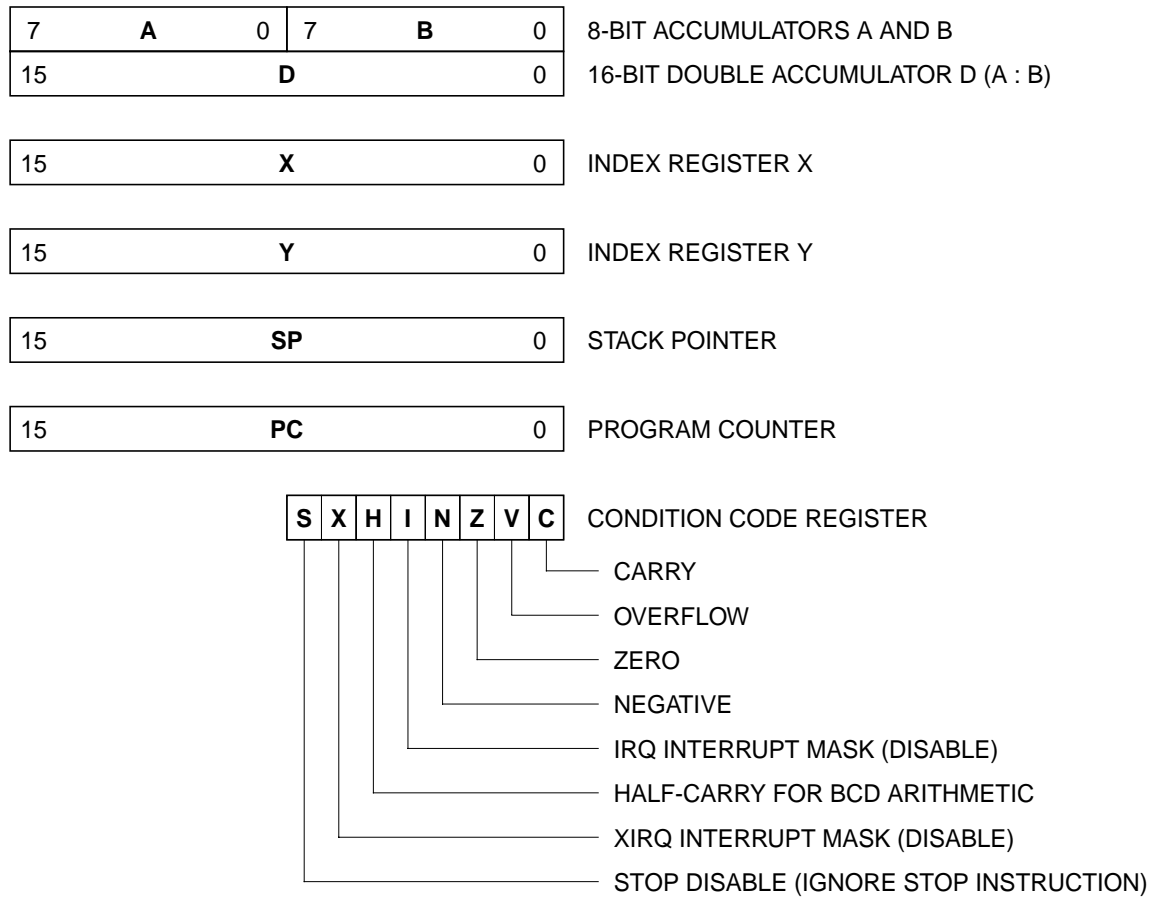 7 A 0 7 B 0 8-BIT ACCUMULATORS A AND B
15 D 0 16-BIT DOUBLE ACCUMULATOR D (A : B)
15 X 0 INDEX REGISTER X
15 Y 0 INDEX REGISTER Y
15 SP 0 STACK POINTER
15 PC 0 PROGRAM COUNTER
S X H I N Z V C CONDITION CODE REGISTER
CARRY
OVERFLOW
ZERO
NEGATIVE
IRQ INTERRUPT MASK (DISABLE)
HALF-CARRY FOR BCD ARITHMETIC
XIRQ INTERRUPT MASK (DISABLE)
STOP DISABLE (IGNORE STOP INSTRUCTION)